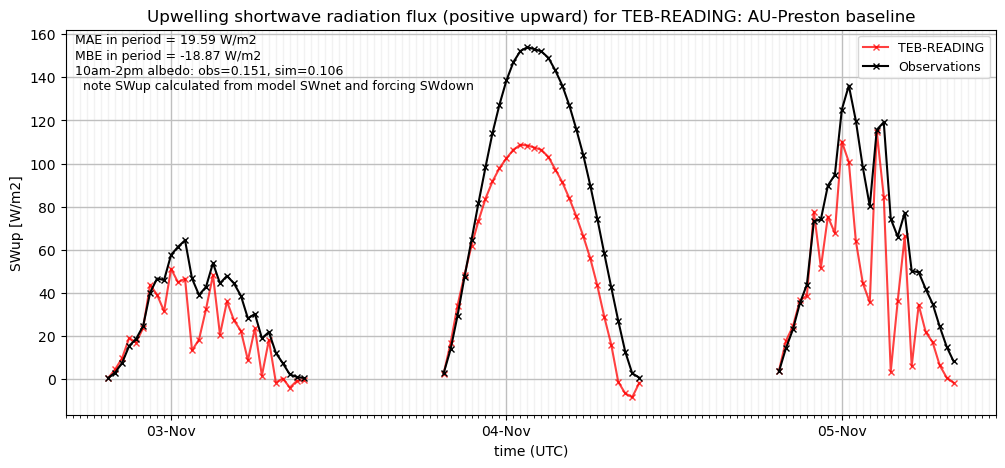 Upwelling shortwave radiation flux (positive upward) for TEB-READING: AU-Preston baseline
MAE in period = 19.59 W/m2
MBE in period = -18.87 W/m2
10am-2pm albedo: obs=0.151, sim=0.106
note SWup calculated from model SWnet and forcing SWdown
TEB-READING
Observations
SWup [W/m2]
160
140
120
100
80
60
40
20
0
03-Nov
04-Nov
05-Nov
time (UTC)